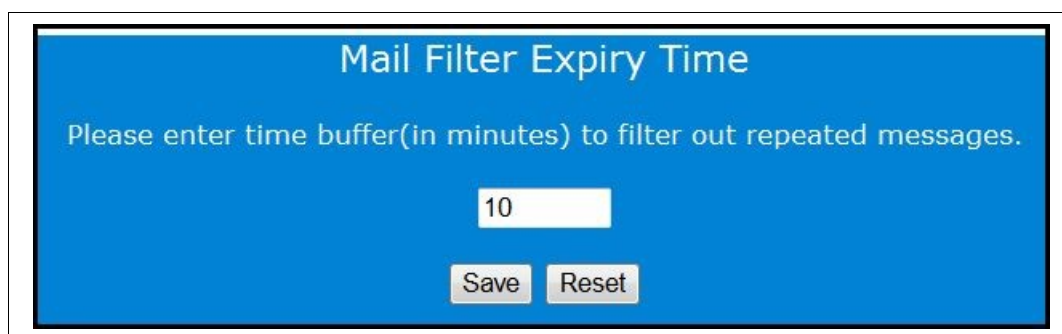 Mail Filter Expiry Time
Please enter time buffer(in minutes) to filter out repeated messages.
10
Save Reset